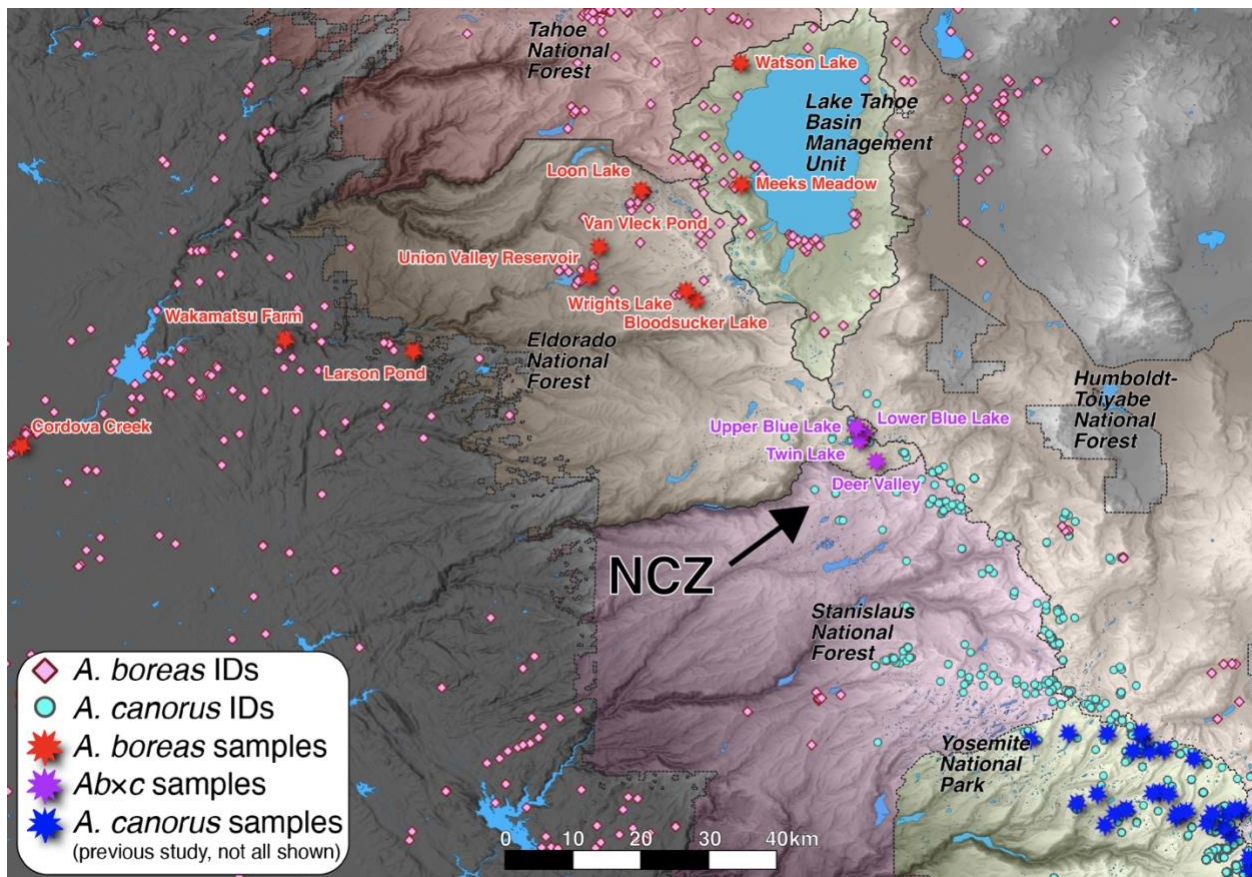 Tahoe
National
Forest
Watson Lake
Lake Tahoe
Basin
Management
Unit
Loon Lake
Meeks Meadow
Van Vleck Pond
Union Valley Reservoir
Wrights Lake
Bloodsucker Lake
Wakamatsu Farm
Larson Pond
Eldorado
National
Forest
Humboldt-
Toiyabe
National
Forest
Cordova Creek
Upper Blue Lake
Lower Blue Lake
Twin Lake
Deer Valley
NCZ
Stanislaus
National
Forest
Yosemite
National
Park
A. boreas IDs
A. canorus IDs
A. boreas samples
Ab×c samples
A. canorus samples
(previous study, not all shown)
0 10 20 30 40km